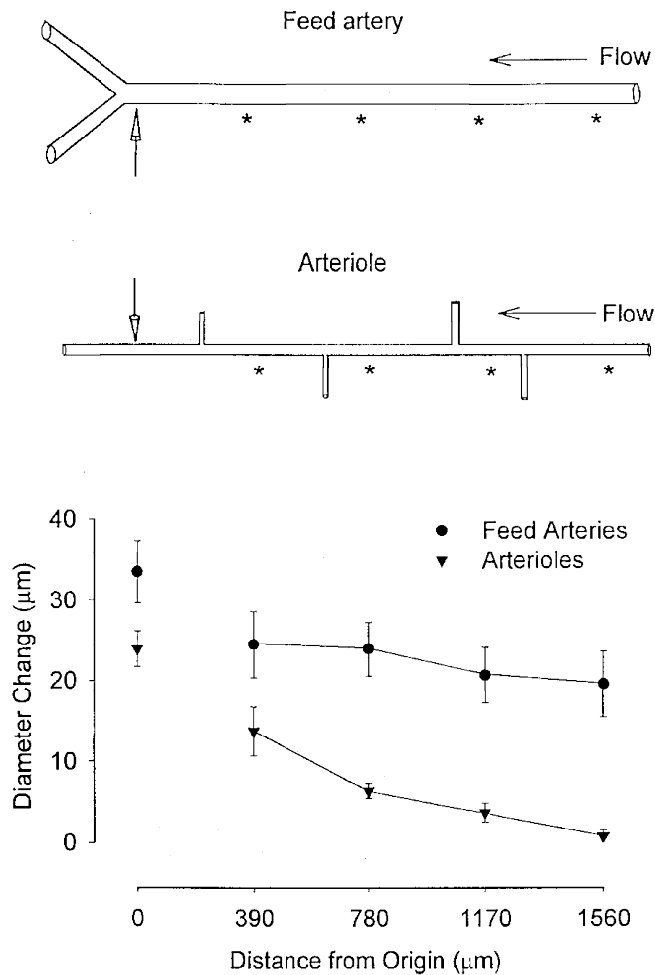 Feed artery
Flow
* * * *
Arteriole
Flow
* * * *
Feed Arteries
Arterioles
Diameter Change (µm)
40
30
20
10
0
0 390 780 1170 1560
Distance from Origin (µm)